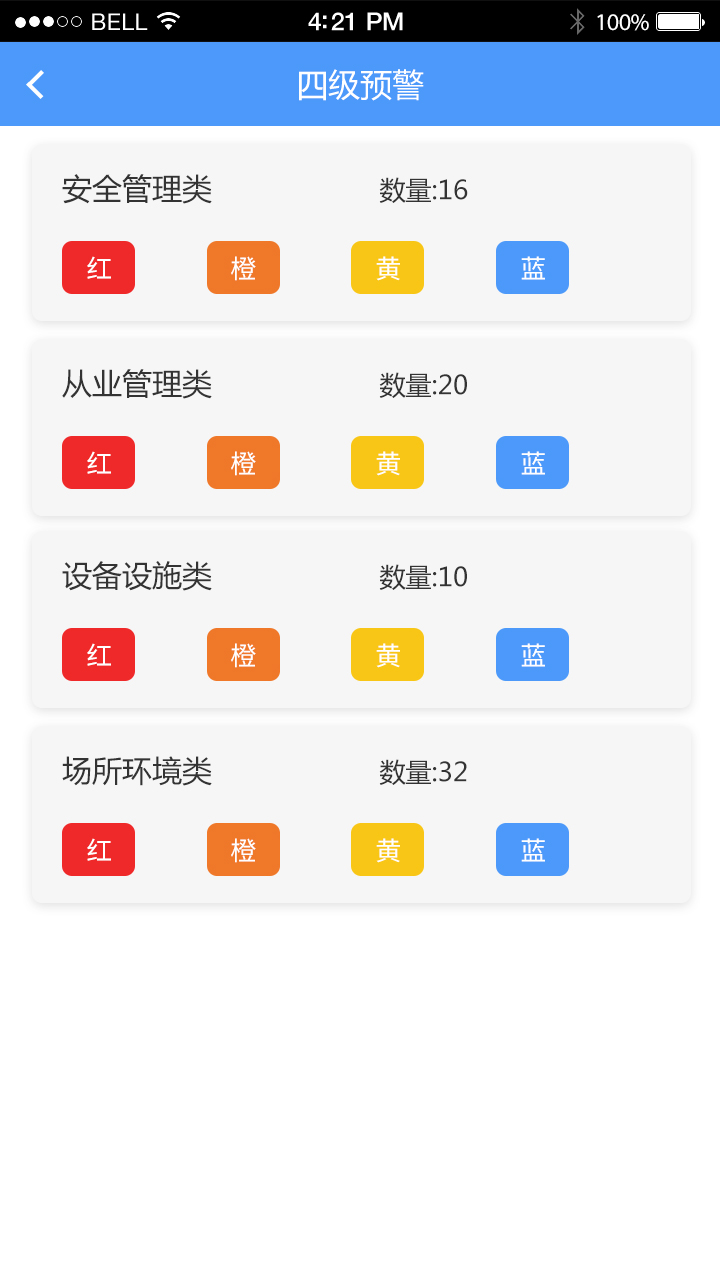 BELL 4:21 PM 100%
四级预警
安全管理类 数量:16
红 橙 黄 蓝
从业管理类 数量:20
红 橙 黄 蓝
设备设施类 数量:10
红 橙 黄 蓝
场所环境类 数量:32
红 橙 黄 蓝